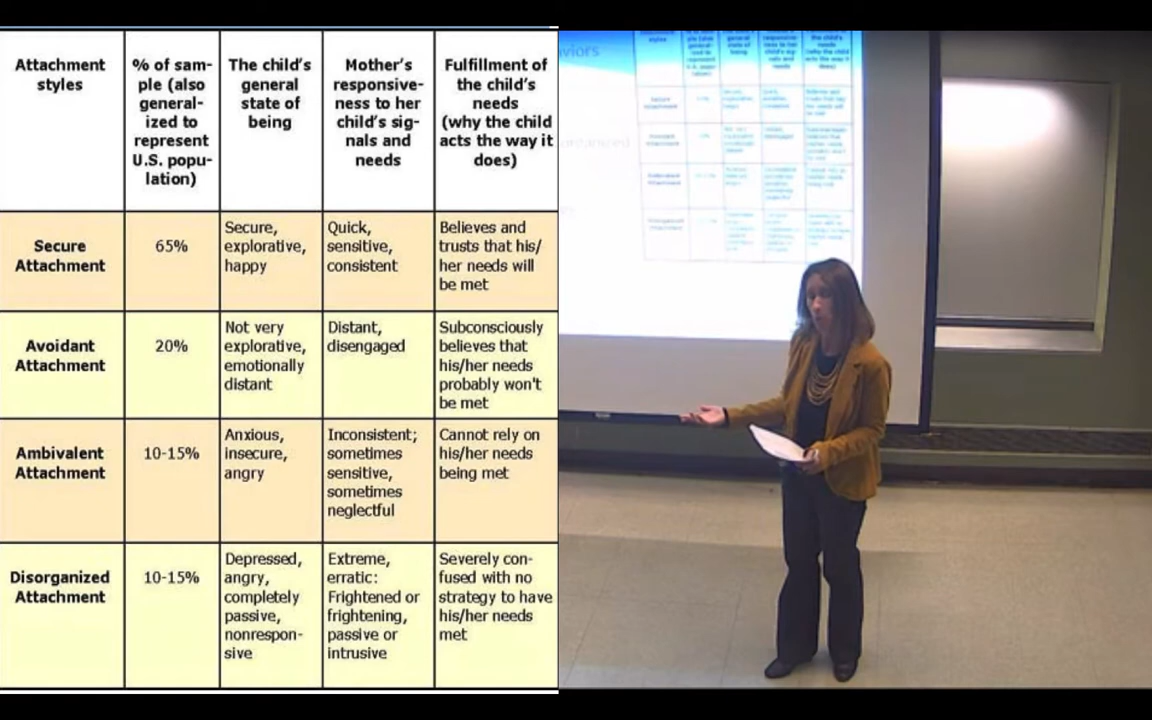 Attachment
styles
% of sam-
ple (also
general-
ized to
represent
U.S. popu-
lation)
The child's
general
state of
being
Mother's
responsive-
ness to her
child's sig-
nals and
needs
Fulfillment of
the child's
needs
(why the child
acts the way it
does)
Secure
Attachment
65%
Secure,
explorative,
happy
Quick,
sensitive,
consistent
Believes and
trusts that his/
her needs will
be met
Avoidant
Attachment
20%
Not very
explorative,
emotionally
distant
Distant,
disengaged
Subconsciously
believes that
his/her needs
probably won't
be met
Ambivalent
Attachment
10-15%
Anxious,
insecure,
angry
Inconsistent;
sometimes
sensitive,
sometimes
neglectful
Cannot rely on
his/her needs
being met
Disorganized
Attachment
10-15%
Depressed,
angry,
completely
passive,
nonrespon-
sive
Extreme,
erratic:
Frightened or
frightening,
passive or
intrusive
Severely con-
fused with no
strategy to have
his/her needs
met